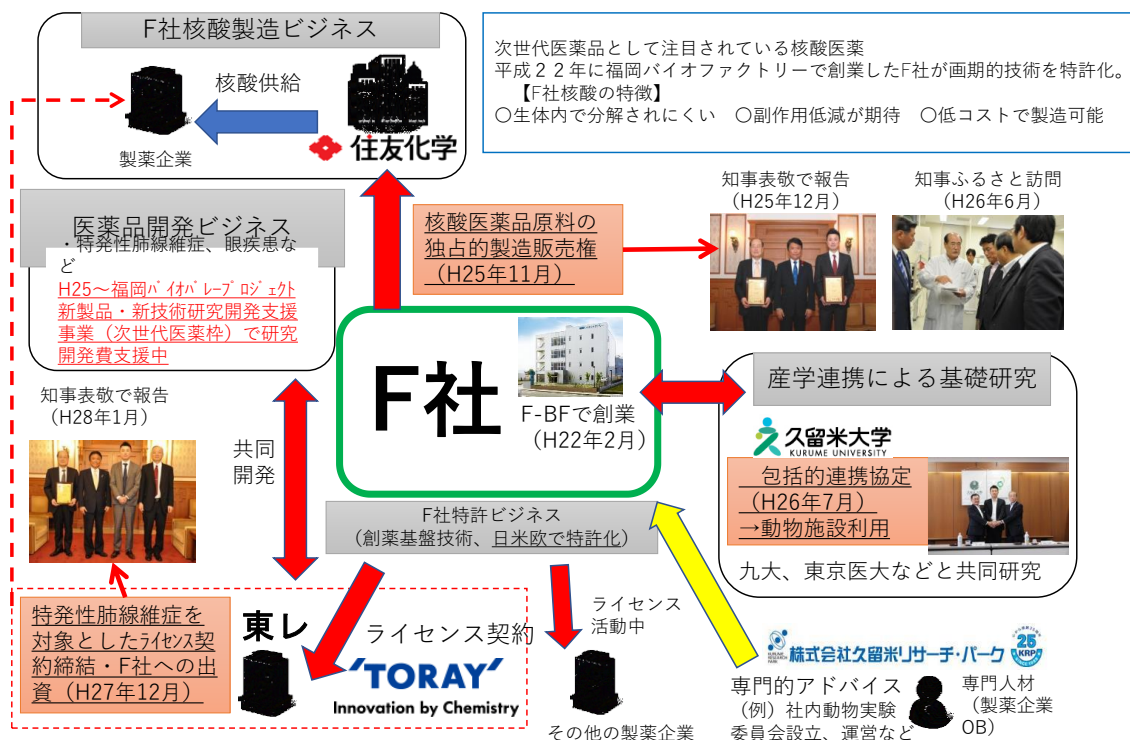 F社核酸製造ビジネス
核酸供給
製薬企業
住友化学
次世代医薬品として注目されている核酸医薬
平成２２年に福岡バイオファクトリーで創業したF社が画期的技術を特許化。
【F社核酸の特徴】
〇生体内で分解されにくい　〇副作用低減が期待　〇低コストで製造可能
医薬品開発ビジネス
・特発性肺線維症、眼疾患な
ど
H25～福岡ﾊﾞｲｵﾊﾞﾚｰﾌﾟﾛｼﾞｪｸﾄ
新製品・新技術研究開発支援
事業（次世代医薬枠）で研究
開発費支援中
核酸医薬品原料の
独占的製造販売権
（H25年11月）
知事表敬で報告
（H25年12月）
知事ふるさと訪問
（H26年6月）
F社
F-BFで創業
（H22年2月）
産学連携による基礎研究
久留米大学
KURUME UNIVERSITY
包括的連携協定
（H26年7月）
→動物施設利用
九大、東京医大などと共同研究
知事表敬で報告
（H28年1月）
共同
開発
F社特許ビジネス
（創薬基盤技術、日米欧で特許化）
特発性肺線維症を
対象としたﾗｲｾﾝｽ契
約締結・F社への出
資（H27年12月）
東レ
ライセンス契約
'TORAY'
Innovation by Chemistry
ライセンス
活動中
その他の製薬企業
株式会社久留米リサーチ・パーク
25
KRP
専門的アドバイス
（例）社内動物実験
委員会設立、運営など
専門人材
（製薬企業
OB）